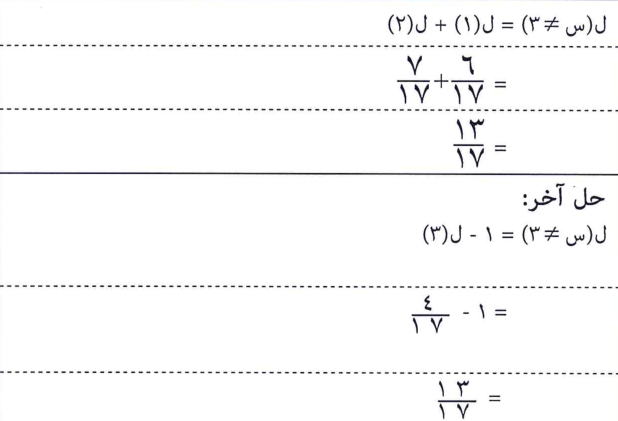 ل(س ≠ ٣) = ل(١) + ل(٢)
= ٦/١٧ + ٧/١٧
= ١٣/١٧
حل آخر:
ل(س ≠ ٣) = ١ - ل(٣)
= ١ - ٤/١٧
= ١٣/١٧